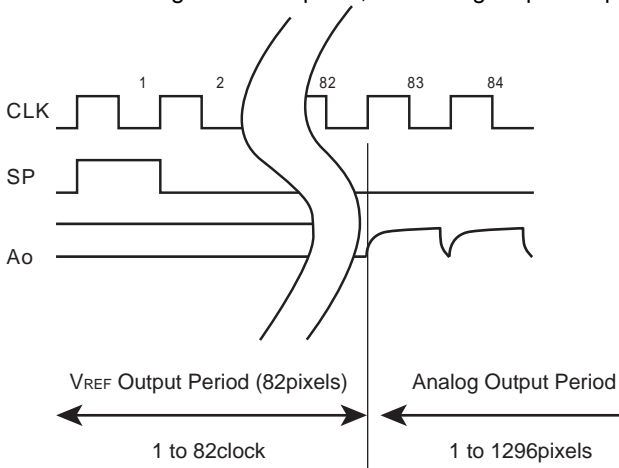 1 2 82 83 84
CLK
SP
Ao
VREF Output Period (82pixels) Analog Output Period
1 to 82clock 1 to 1296pixels